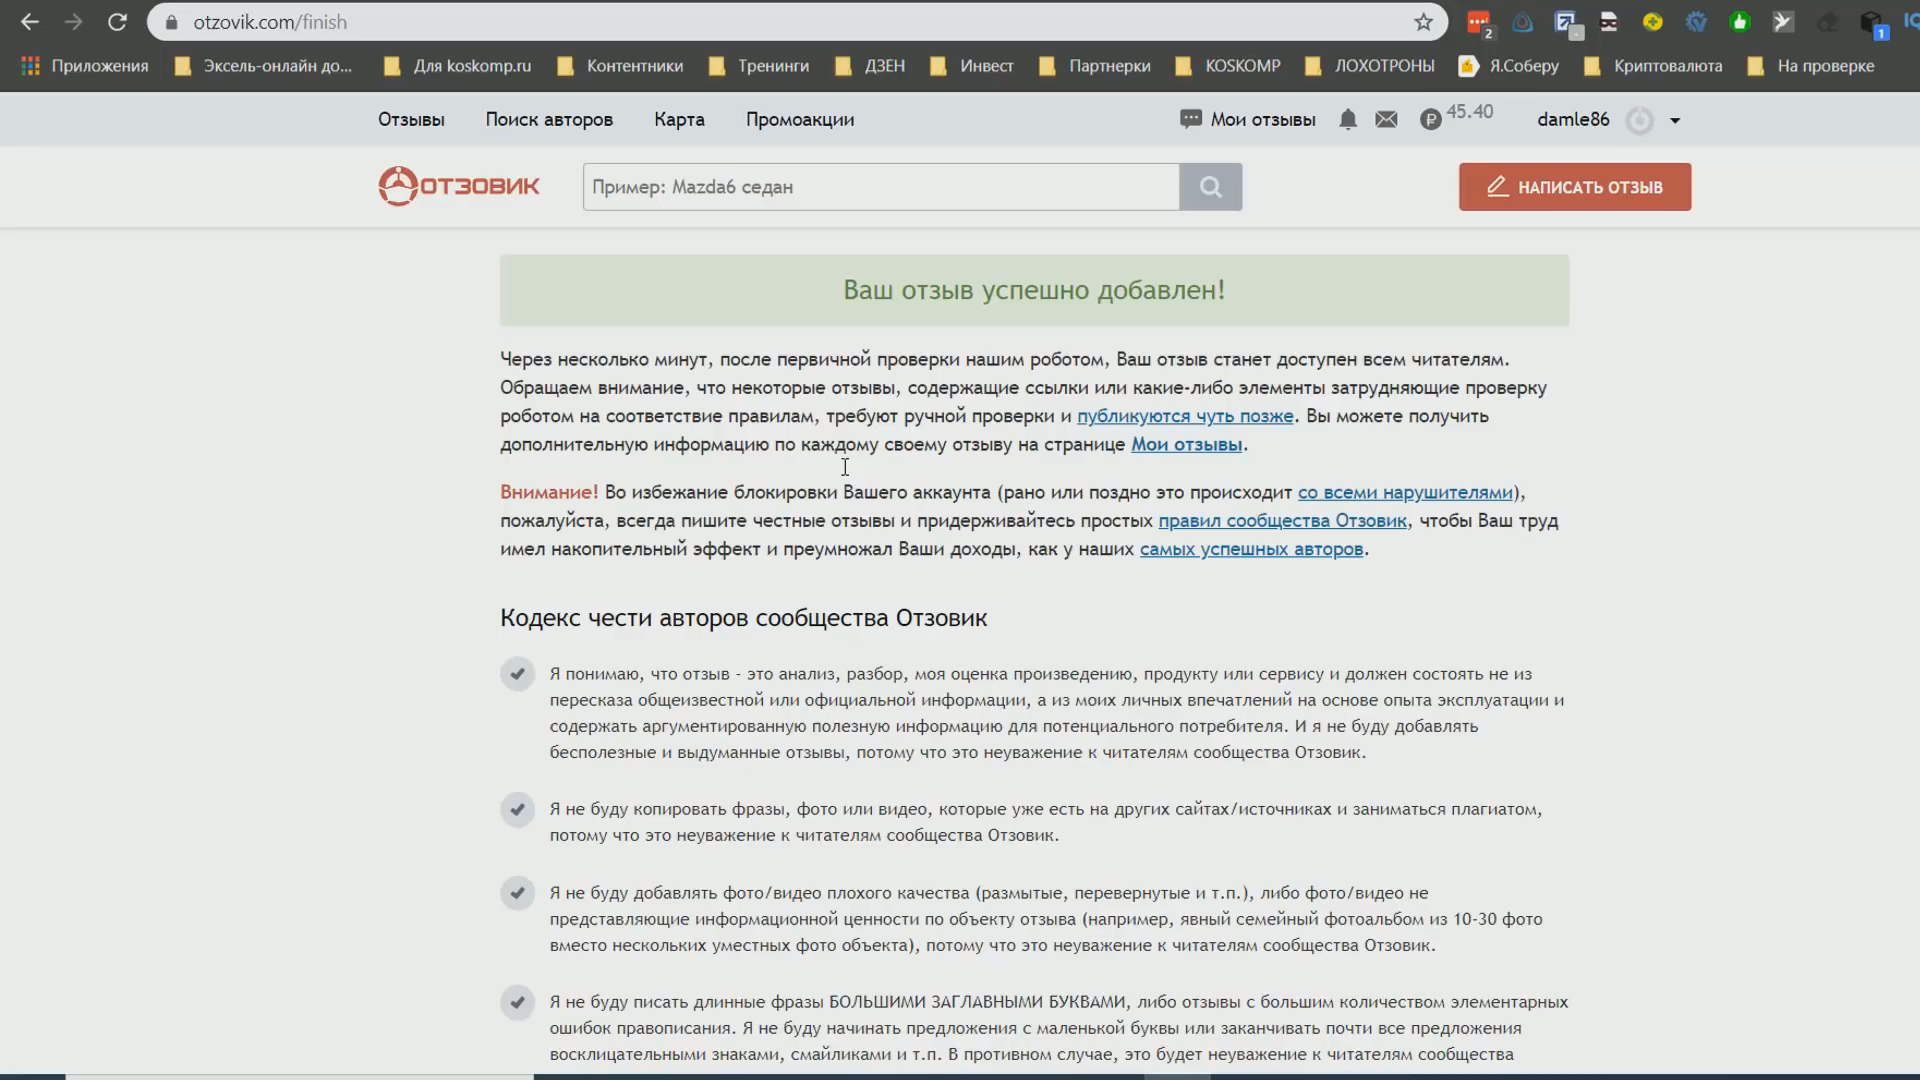 otzovik.com/finish
2
1
Приложения Эксель-онлайн до... Для koskomp.ru Контентники Тренинги ДЗЕН Инвест Партнерки KOSKOMP ЛОХОТРОНЫ Я.Соберу Криптовалюта На проверке
Отзывы Поиск авторов Карта Промоакции Мои отзывы 45.40 damle86
ОТЗОВИК Пример: Mazda6 седан НАПИСАТЬ ОТЗЫВ
Ваш отзыв успешно добавлен!
Через несколько минут, после первичной проверки нашим роботом, Ваш отзыв станет доступен всем читателям.
Обращаем внимание, что некоторые отзывы, содержащие ссылки или какие-либо элементы затрудняющие проверку
роботом на соответствие правилам, требуют ручной проверки и публикуются чуть позже. Вы можете получить
дополнительную информацию по каждому своему отзыву на странице Мои отзывы.
Внимание! Во избежание блокировки Вашего аккаунта (рано или поздно это происходит со всеми нарушителями),
пожалуйста, всегда пишите честные отзывы и придерживайтесь простых правил сообщества Отзовик, чтобы Ваш труд
имел накопительный эффект и преумножал Ваши доходы, как у наших самых успешных авторов.
Кодекс чести авторов сообщества Отзовик
Я понимаю, что отзыв - это анализ, разбор, моя оценка произведению, продукту или сервису и должен состоять не из
пересказа общеизвестной или официальной информации, а из моих личных впечатлений на основе опыта эксплуатации и
содержать аргументированную полезную информацию для потенциального потребителя. И я не буду добавлять
бесполезные и выдуманные отзывы, потому что это неуважение к читателям сообщества Отзовик.
Я не буду копировать фразы, фото или видео, которые уже есть на других сайтах/источниках и заниматься плагиатом,
потому что это неуважение к читателям сообщества Отзовик.
Я не буду добавлять фото/видео плохого качества (размытые, перевернутые и т.п.), либо фото/видео не
представляющие информационной ценности по объекту отзыва (например, явный семейный фотоальбом из 10-30 фото
вместо нескольких уместных фото объекта), потому что это неуважение к читателям сообщества Отзовик.
Я не буду писать длинные фразы БОЛЬШИМИ ЗАГЛАВНЫМИ БУКВАМИ, либо отзывы с большим количеством элементарных
ошибок правописания. Я не буду начинать предложения с маленькой буквы или заканчивать почти все предложения
восклицательными знаками, смайликами и т.п. В противном случае, это будет неуважение к читателям сообщества